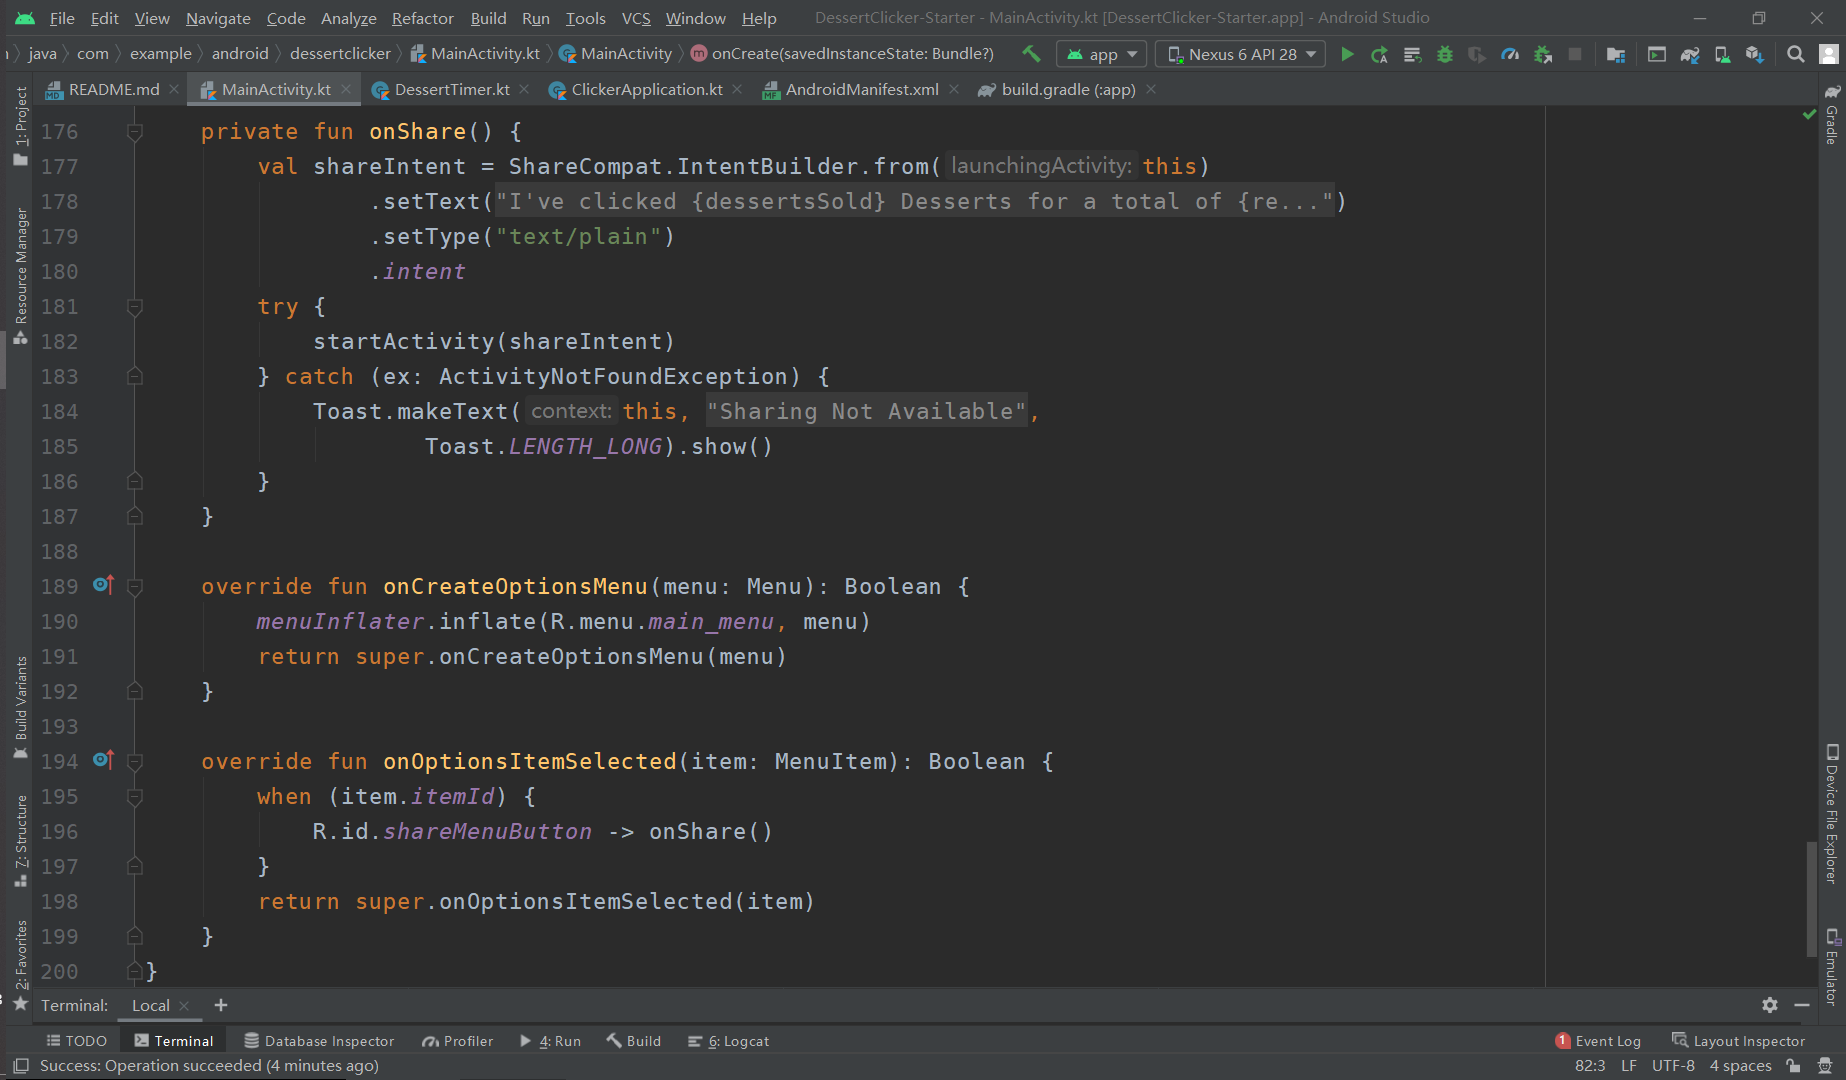 File Edit View Navigate Code Analyze Refactor Build Run Tools VCS Window Help DessertClicker-Starter - MainActivity.kt [DessertClicker-Starter.app] - Android Studio
java com example android dessertclicker MainActivity.kt MainActivity onCreate(savedInstanceState: Bundle?) app Nexus 6 API 28
README.md MainActivity.kt DessertTimer.kt ClickerApplication.kt AndroidManifest.xml build.gradle (:app)
176 private fun onShare() {
177 val shareIntent = ShareCompat.IntentBuilder.from( launchingActivity: this)
178 .setText("I've clicked {dessertsSold} Desserts for a total of {re...")
179 .setType("text/plain")
180 .intent
181 try {
182 startActivity(shareIntent)
183 } catch (ex: ActivityNotFoundException) {
184 Toast.makeText( context: this, "Sharing Not Available",
185 Toast.LENGTH_LONG).show()
186 }
187 }
188
189 override fun onCreateOptionsMenu(menu: Menu): Boolean {
190 menuInflater.inflate(R.menu.main_menu, menu)
191 return super.onCreateOptionsMenu(menu)
192 }
193
194 override fun onOptionsItemSelected(item: MenuItem): Boolean {
195 when (item.itemId) {
196 R.id.shareMenuButton -> onShare()
197 }
198 return super.onOptionsItemSelected(item)
199 }
200 }
1: Project
Resource Manager
Build Variants
7: Structure
2: Favorites
Gradle
Device File Explorer
Emulator
Terminal: Local +
TODO Terminal Database Inspector Profiler 4: Run Build 6: Logcat 1 Event Log Layout Inspector
Success: Operation succeeded (4 minutes ago) 82:3 LF UTF-8 4 spaces